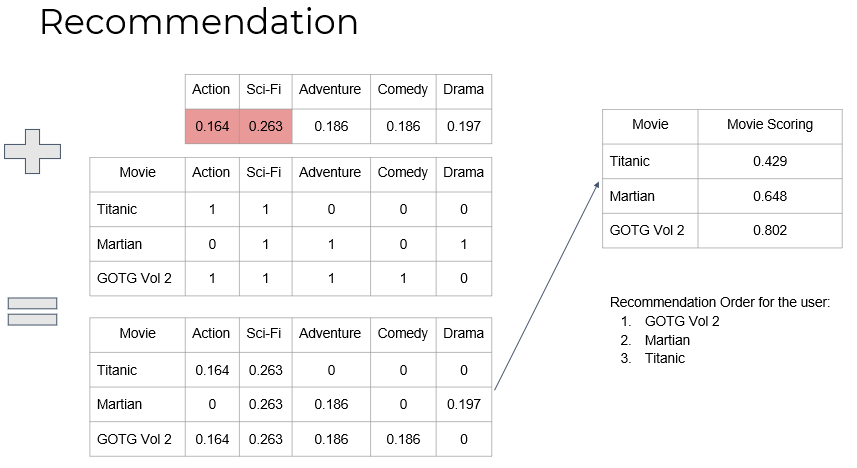 Recommendation
Action Sci-Fi Adventure Comedy Drama
0.164 0.263 0.186 0.186 0.197
Movie Action Sci-Fi Adventure Comedy Drama
Titanic 1 1 0 0 0
Martian 0 1 1 0 1
GOTG Vol 2 1 1 1 1 0
Movie Action Sci-Fi Adventure Comedy Drama
Titanic 0.164 0.263 0 0 0
Martian 0 0.263 0.186 0 0.197
GOTG Vol 2 0.164 0.263 0.186 0.186 0
Movie Movie Scoring
Titanic 0.429
Martian 0.648
GOTG Vol 2 0.802
Recommendation Order for the user:
1. GOTG Vol 2
2. Martian
3. Titanic